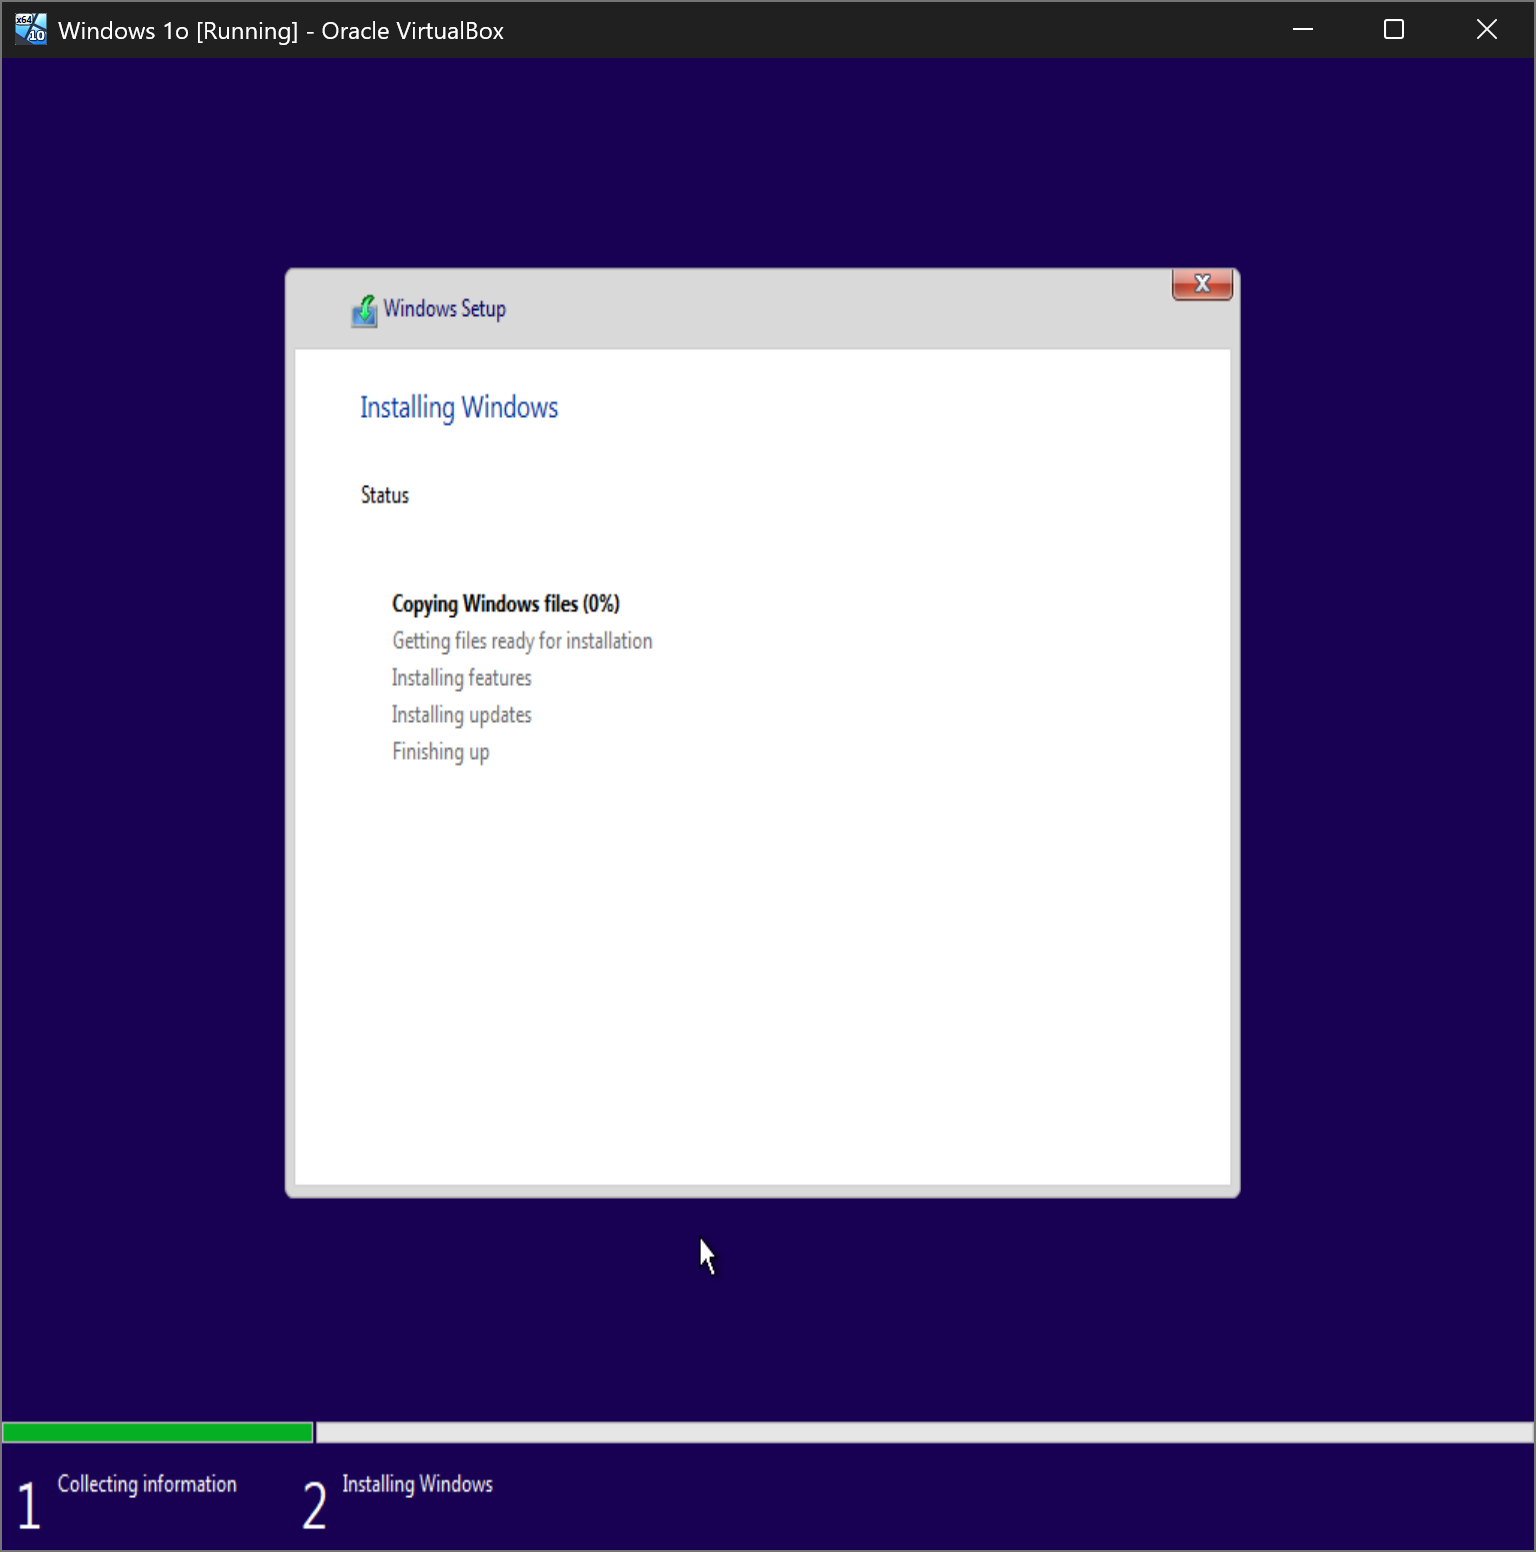 x64
10
Windows 1o [Running] - Oracle VirtualBox
Windows Setup
X
Installing Windows
Status
Copying Windows files (0%)
Getting files ready for installation
Installing features
Installing updates
Finishing up
1 Collecting information
2 Installing Windows